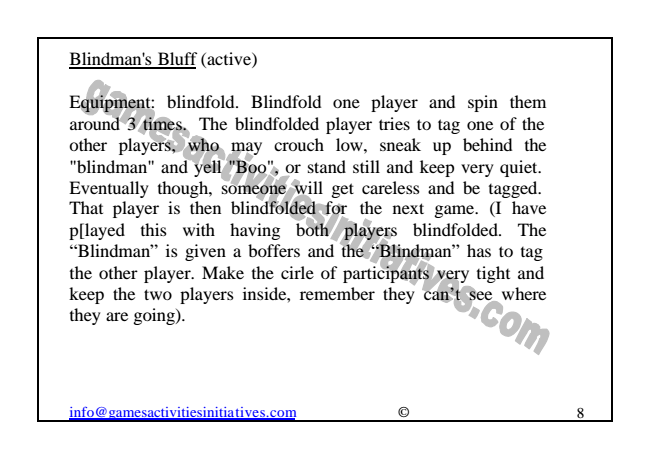 Blindman's Bluff (active)
Equipment: blindfold. Blindfold one player and spin them
around 3 times. The blindfolded player tries to tag one of the
other players, who may crouch low, sneak up behind the
"blindman" and yell "Boo", or stand still and keep very quiet.
Eventually though, someone will get careless and be tagged.
That player is then blindfolded for the next game. (I have
p[layed this with having both players blindfolded. The
“Blindman” is given a boffers and the “Blindman” has to tag
the other player. Make the cirle of participants very tight and
keep the two players inside, remember they can’t see where
they are going).
gamesactivitiesinitiatives.com
info@gamesactivitiesinitiatives.com © 8